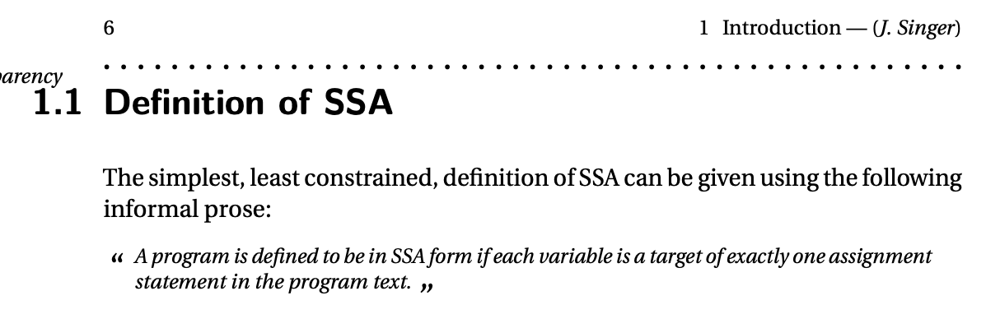 6 1 Introduction — (J. Singer)
1.1 Definition of SSA
The simplest, least constrained, definition of SSA can be given using the following
informal prose:
“ A program is defined to be in SSA form if each variable is a target of exactly one assignment
statement in the program text. ”